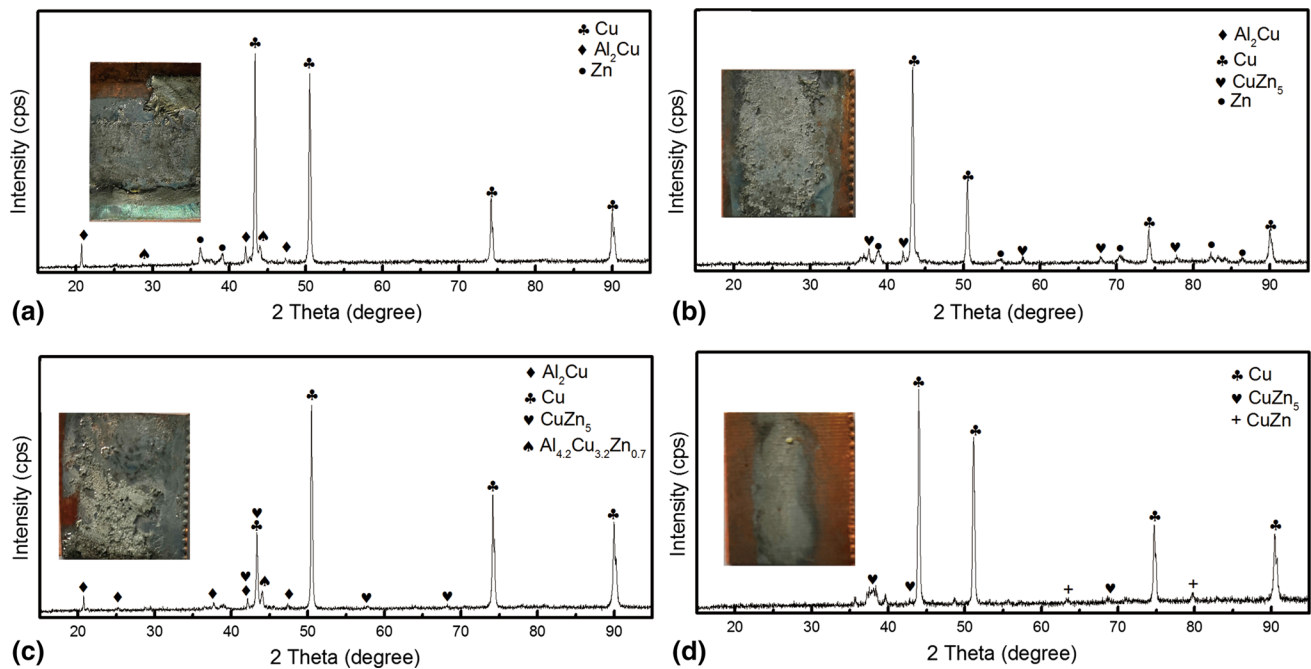 Intensity (cps)
♣ Cu
♦ Al2Cu
● Zn
20 30 40 50 60 70 80 90
2 Theta (degree)
(a)
Intensity (cps)
♦ Al2Cu
♣ Cu
♥ CuZn5
● Zn
20 30 40 50 60 70 80 90
2 Theta (degree)
(b)
Intensity (cps)
♦ Al2Cu
♣ Cu
♥ CuZn5
♠ Al4.2Cu3.2Zn0.7
20 30 40 50 60 70 80 90
2 Theta (degree)
(c)
Intensity (cps)
♣ Cu
♥ CuZn5
+ CuZn
20 30 40 50 60 70 80 90
2 Theta (degree)
(d)